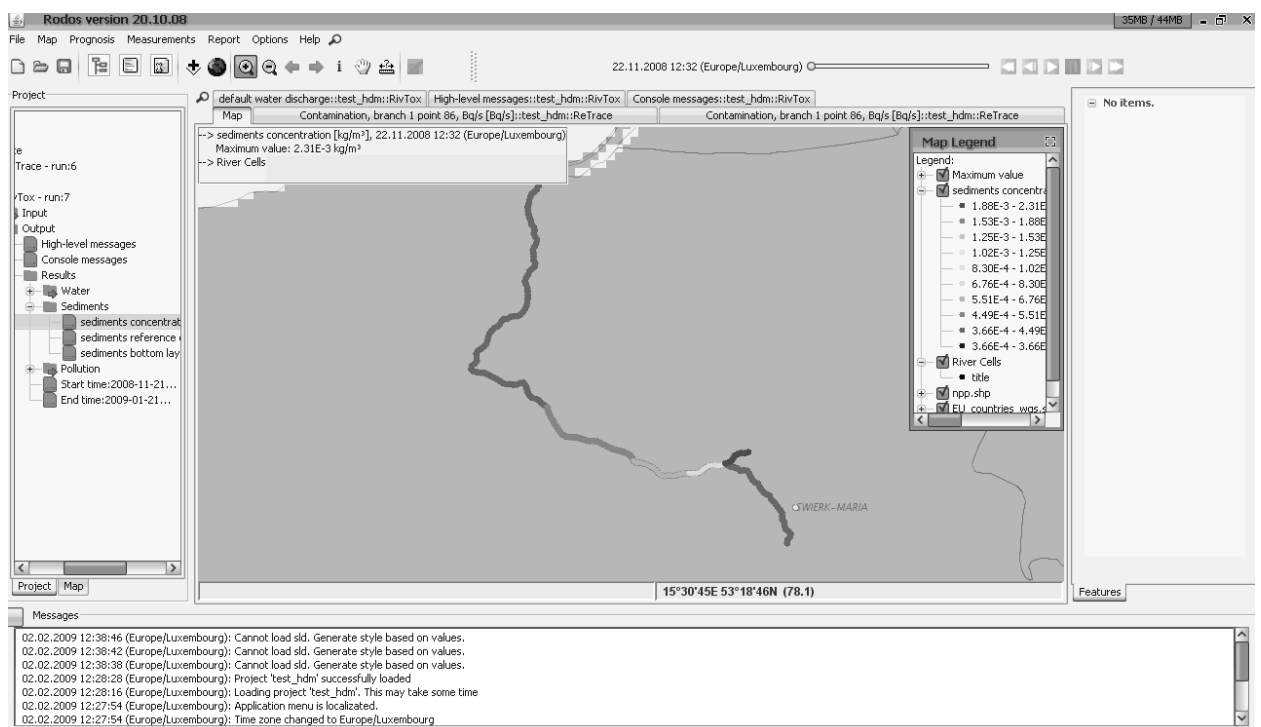 Rodos version 20.10.08
35MB / 44MB
File Map Prognosis Measurements Report Options Help
22.11.2008 12:32 (Europe/Luxembourg)
Project
Trace - run:6
Tox - run:7
Input
Output
High-level messages
Console messages
Results
Water
Sediments
sediments concentrat
sediments reference
sediments bottom lay
Pollution
Start time:2008-11-21...
End time:2009-01-21...
Project Map
default water discharge::test_hdm::RivTox High-level messages::test_hdm::RivTox Console messages::test_hdm::RivTox
Map Contamination, branch 1 point 86, Bq/s [Bq/s]::test_hdm::ReTrace Contamination, branch 1 point 86, Bq/s [Bq/s]::test_hdm::ReTrace
--> sediments concentration [kg/m³], 22.11.2008 12:32 (Europe/Luxembourg)
Maximum value: 2.31E-3 kg/m³
--> River Cells
SWIERK-MARIA
Map Legend
Legend:
Maximum value
sediments concentra
1.88E-3 - 2.31E
1.53E-3 - 1.88E
1.25E-3 - 1.53E
1.02E-3 - 1.25E
8.30E-4 - 1.02E
6.76E-4 - 8.30E
5.51E-4 - 6.76E
4.49E-4 - 5.51E
3.66E-4 - 4.49E
3.66E-4 - 3.66E
River Cells
title
npp.shp
EU_countries_wgs.s
15°30'45E 53°18'46N (78.1)
No items.
Features
Messages
02.02.2009 12:38:46 (Europe/Luxembourg): Cannot load sld. Generate style based on values.
02.02.2009 12:38:42 (Europe/Luxembourg): Cannot load sld. Generate style based on values.
02.02.2009 12:38:38 (Europe/Luxembourg): Cannot load sld. Generate style based on values.
02.02.2009 12:28:28 (Europe/Luxembourg): Project 'test_hdm' successfully loaded
02.02.2009 12:28:16 (Europe/Luxembourg): Loading project 'test_hdm'. This may take some time
02.02.2009 12:27:54 (Europe/Luxembourg): Application menu is localizated.
02.02.2009 12:27:54 (Europe/Luxembourg): Time zone changed to Europe/Luxembourg